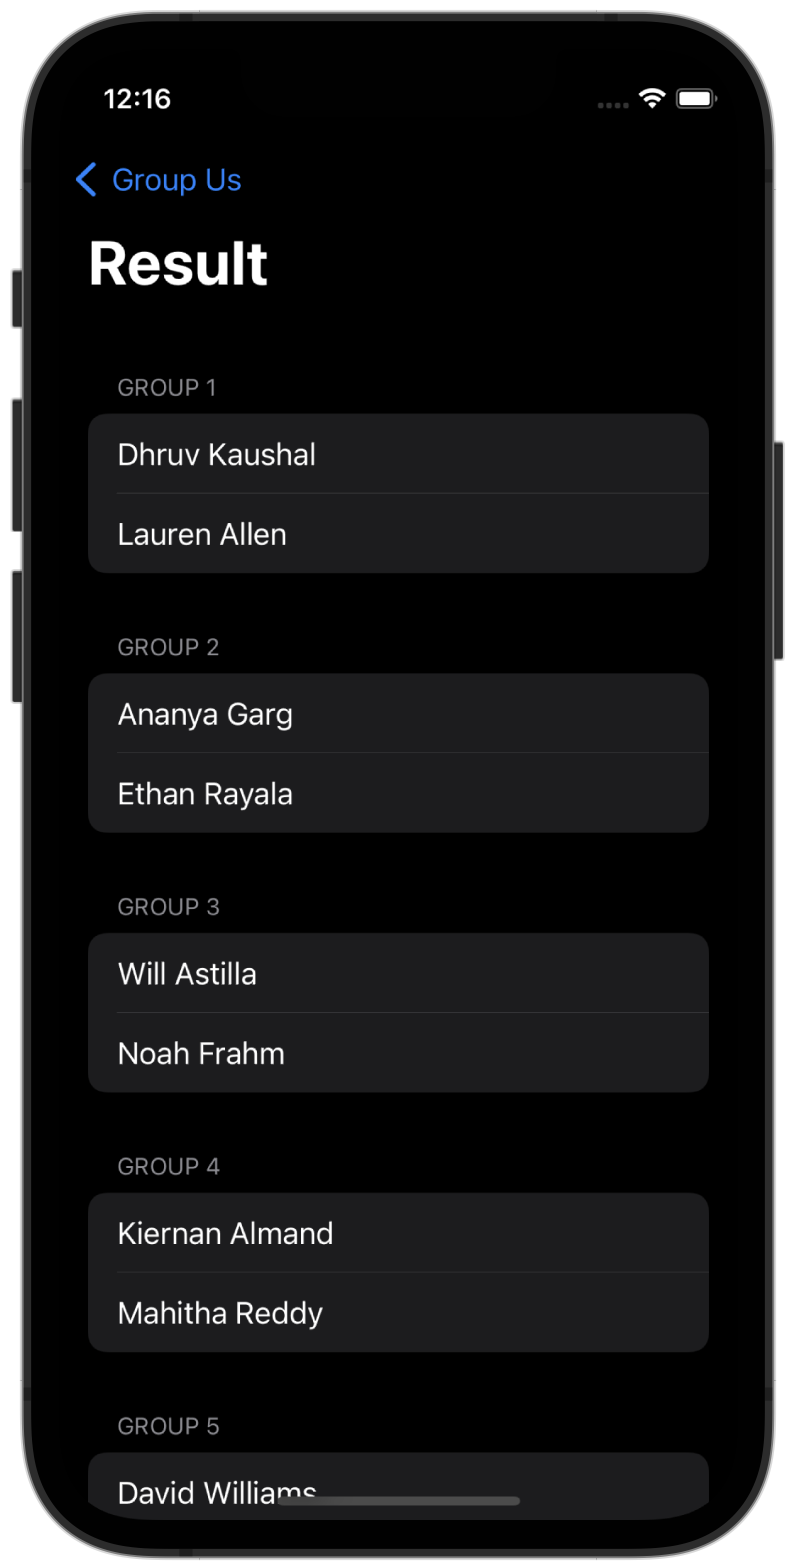 12:16
Group Us
Result
GROUP 1
Dhruv Kaushal
Lauren Allen
GROUP 2
Ananya Garg
Ethan Rayala
GROUP 3
Will Astilla
Noah Frahm
GROUP 4
Kiernan Almand
Mahitha Reddy
GROUP 5
David Williams